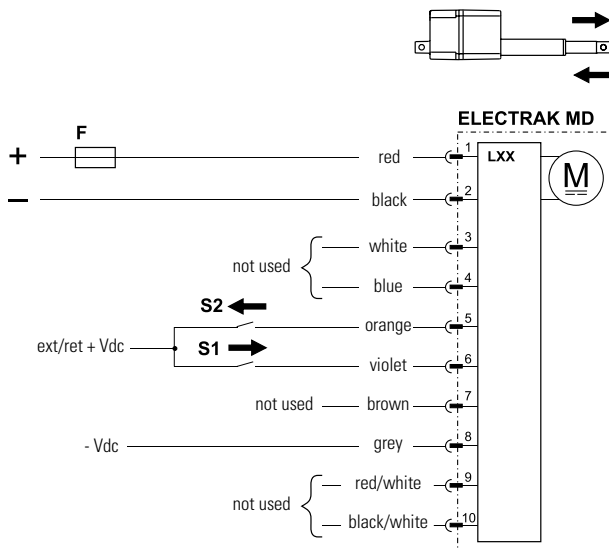 ELECTRAK MD
F
+
red
1
LXX
M
−
black
2
white
3
not used
blue
4
S2
orange
5
ext/ret + Vdc
S1
violet
6
not used
brown
7
- Vdc
grey
8
red/white
9
not used
black/white
10